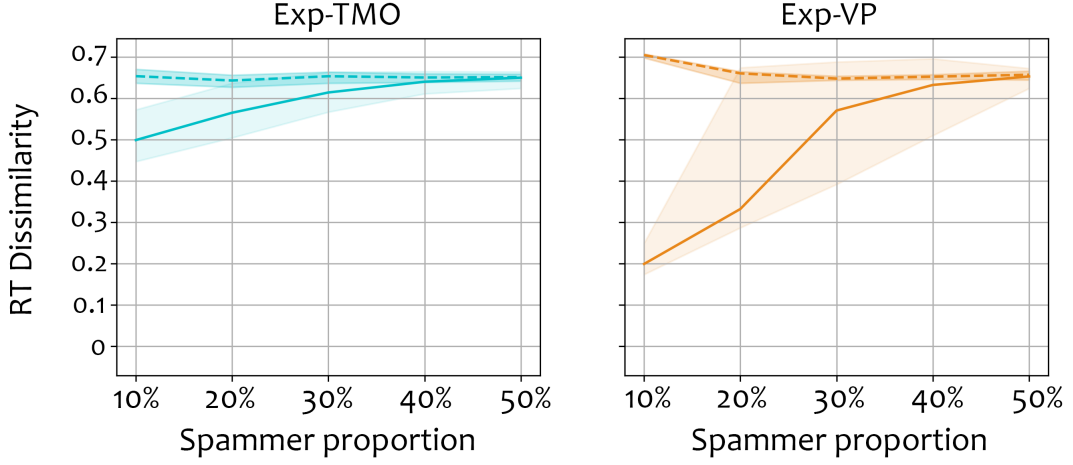 Exp-TMO
Exp-VP
RT Dissimilarity
0.7
0.6
0.5
0.4
0.3
0.2
0.1
0
10% 20% 30% 40% 50%
10% 20% 30% 40% 50%
Spammer proportion
Spammer proportion